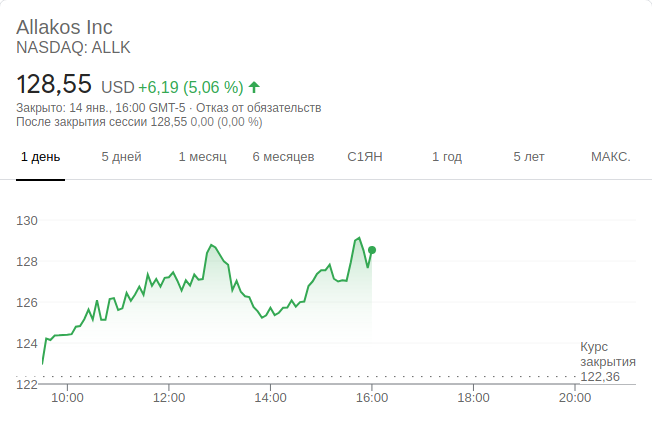 Allakos Inc
NASDAQ: ALLK
128,55 USD +6,19 (5,06 %)
Закрыто: 14 янв., 16:00 GMT-5 · Отказ от обязательств
После закрытия сессии 128,55 0,00 (0,00 %)
1 день 5 дней 1 месяц 6 месяцев С1ЯН 1 год 5 лет МАКС.
130
128
126
124
Курс
закрытия
122,36
122
10:00 12:00 14:00 16:00 18:00 20:00